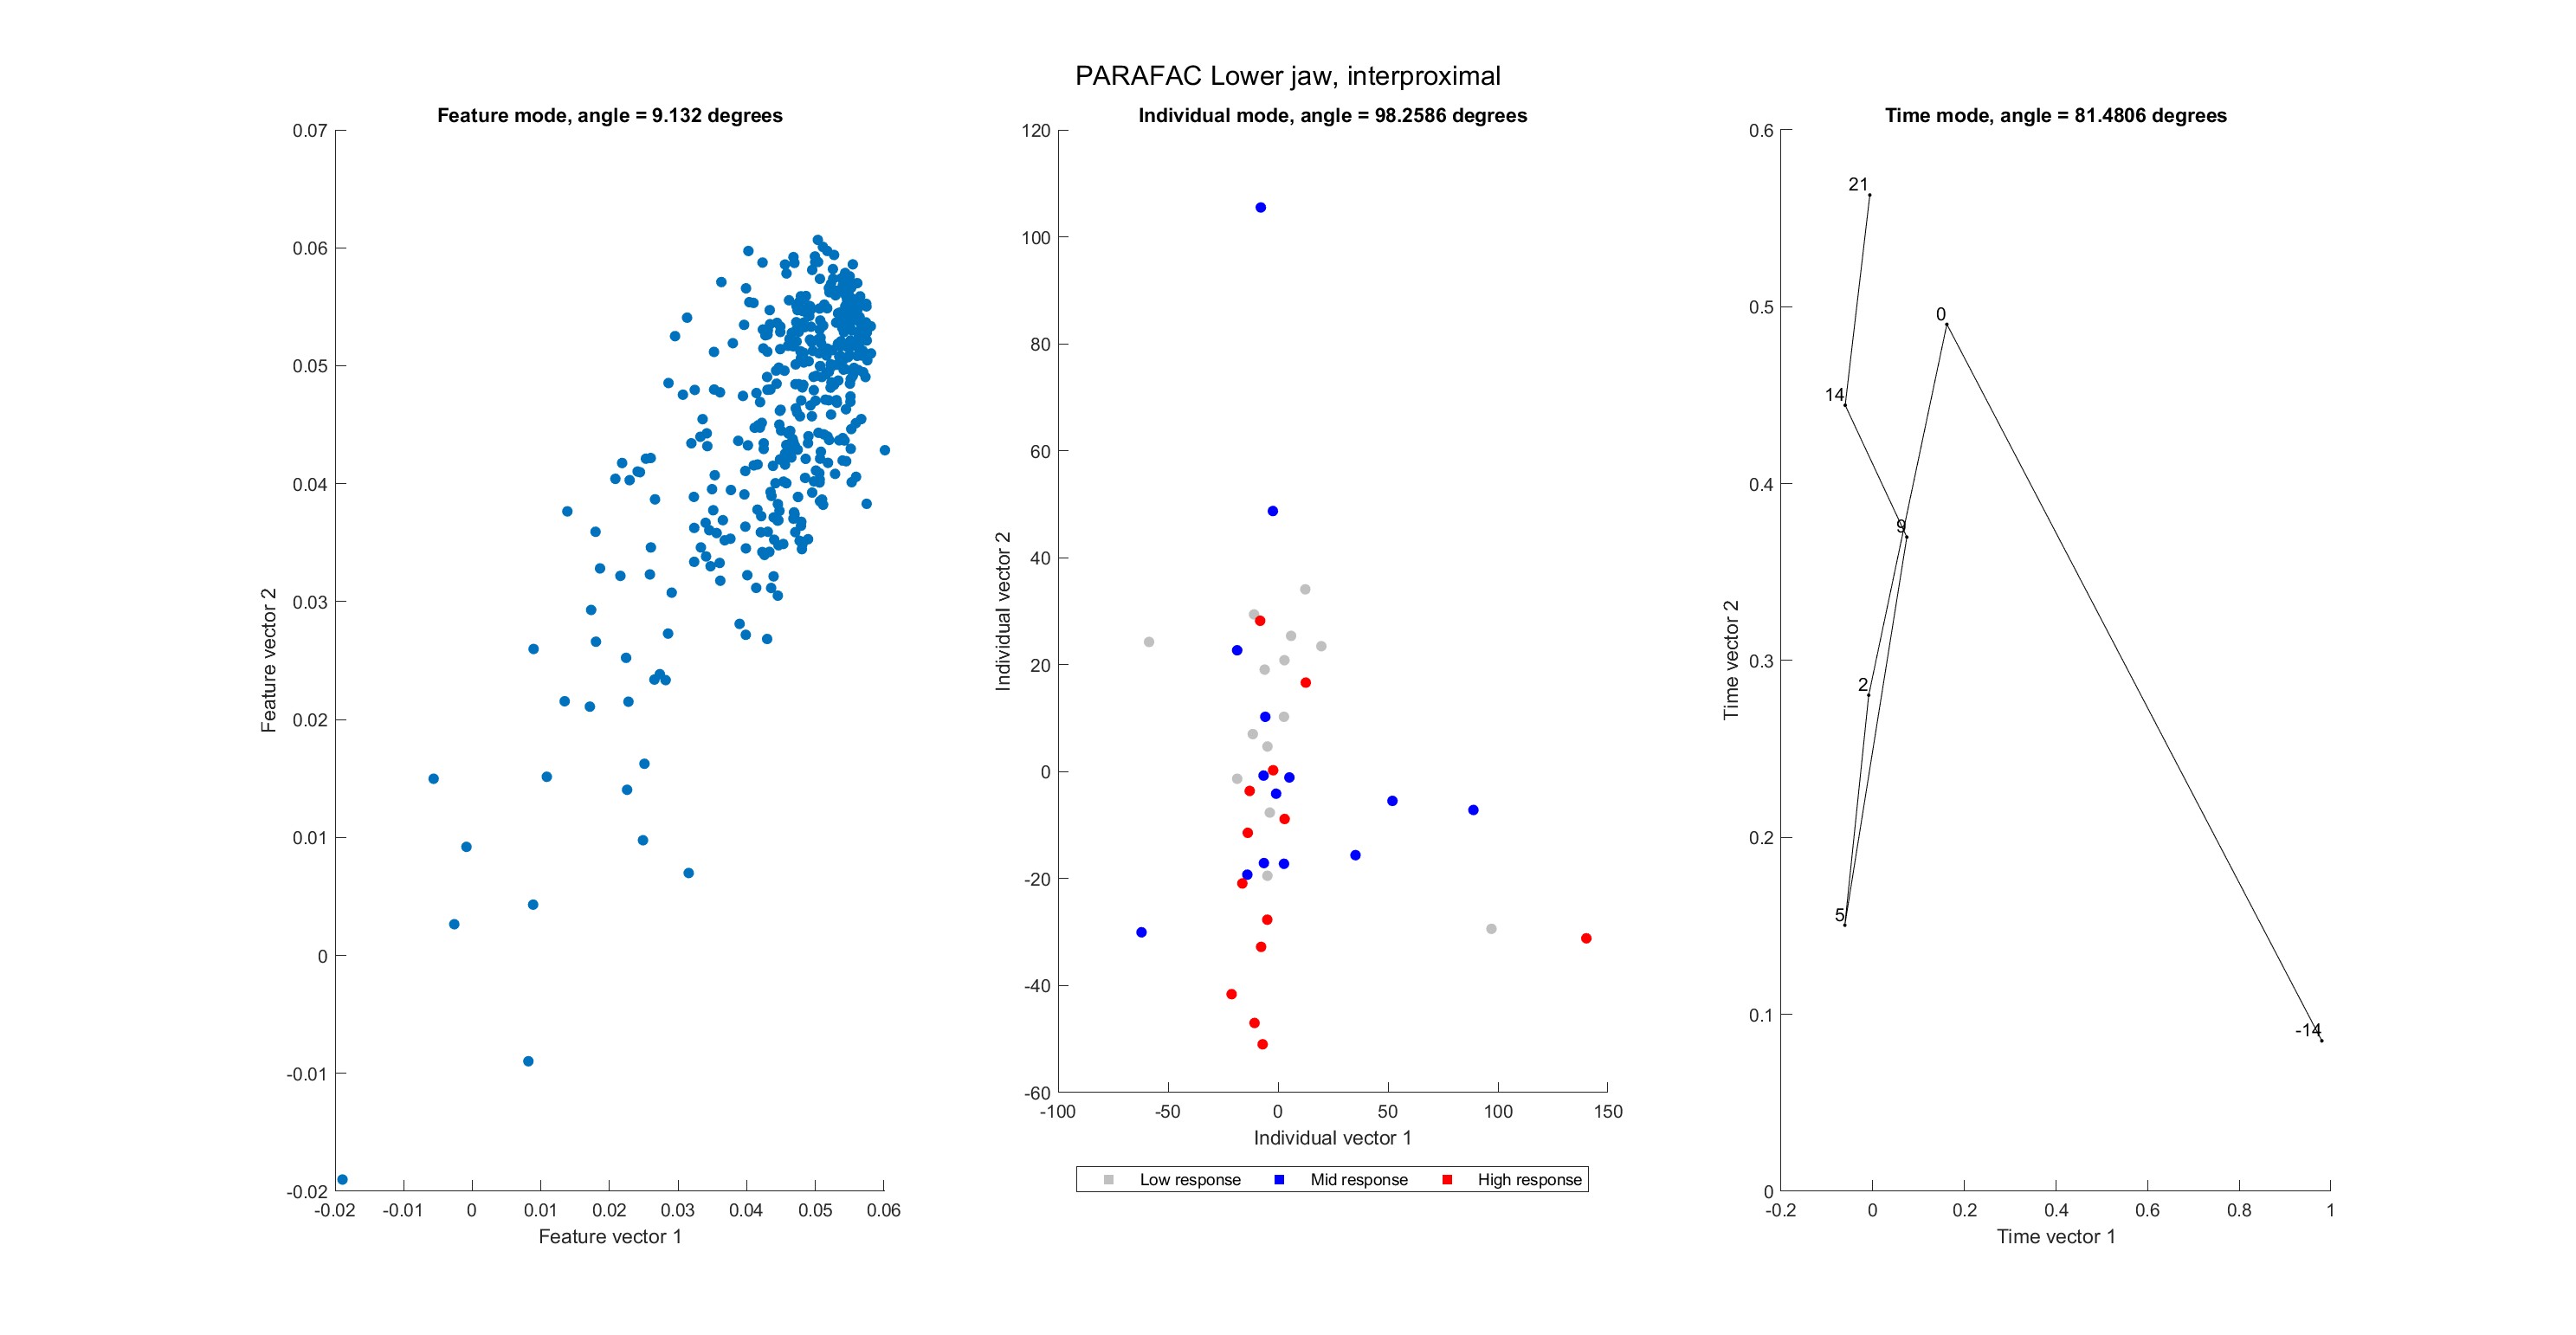 PARAFAC Lower jaw, interproximal
Feature mode, angle = 9.132 degrees
0.07
0.06
0.05
0.04
0.03
0.02
0.01
0
-0.01
-0.02
Feature vector 2
-0.02 -0.01 0 0.01 0.02 0.03 0.04 0.05 0.06
Feature vector 1
Individual mode, angle = 98.2586 degrees
120
100
80
60
40
20
0
-20
-40
-60
Individual vector 2
-100 -50 0 50 100 150
Individual vector 1
Low response Mid response High response
Time mode, angle = 81.4806 degrees
0.6
0.5
0.4
0.3
0.2
0.1
0
Time vector 2
21
0
14
9
2
5
-14
-0.2 0 0.2 0.4 0.6 0.8 1
Time vector 1